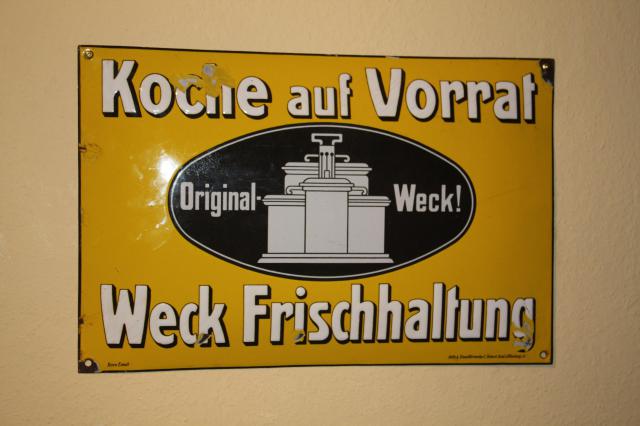 Koche auf Vorrat
Original- Weck!
Weck Frischhaltung